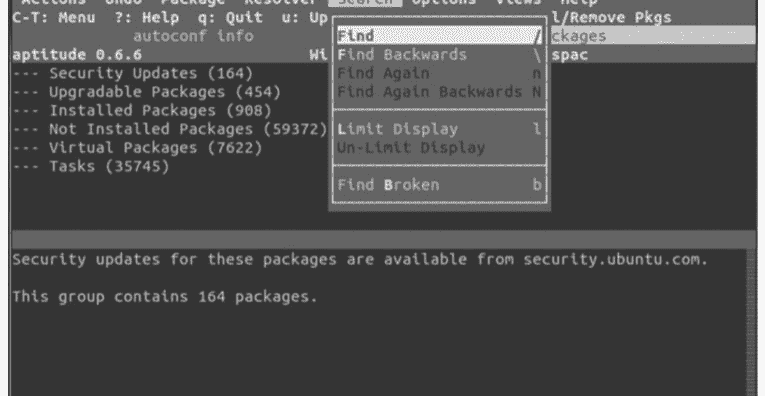 Actions Undo Package Resolver Search Options Views Help
C-T: Menu ?: Help q: Quit u: Up l/Remove Pkgs
autoconf info ckages
aptitude 0.6.6 Wi spac
--- Security Updates (164)
--- Upgradable Packages (454)
--- Installed Packages (908)
--- Not Installed Packages (59372)
--- Virtual Packages (7622)
--- Tasks (35745)
Find /
Find Backwards \
Find Again n
Find Again Backwards N
Limit Display l
Un-Limit Display
Find Broken b
Security updates for these packages are available from security.ubuntu.com.
This group contains 164 packages.